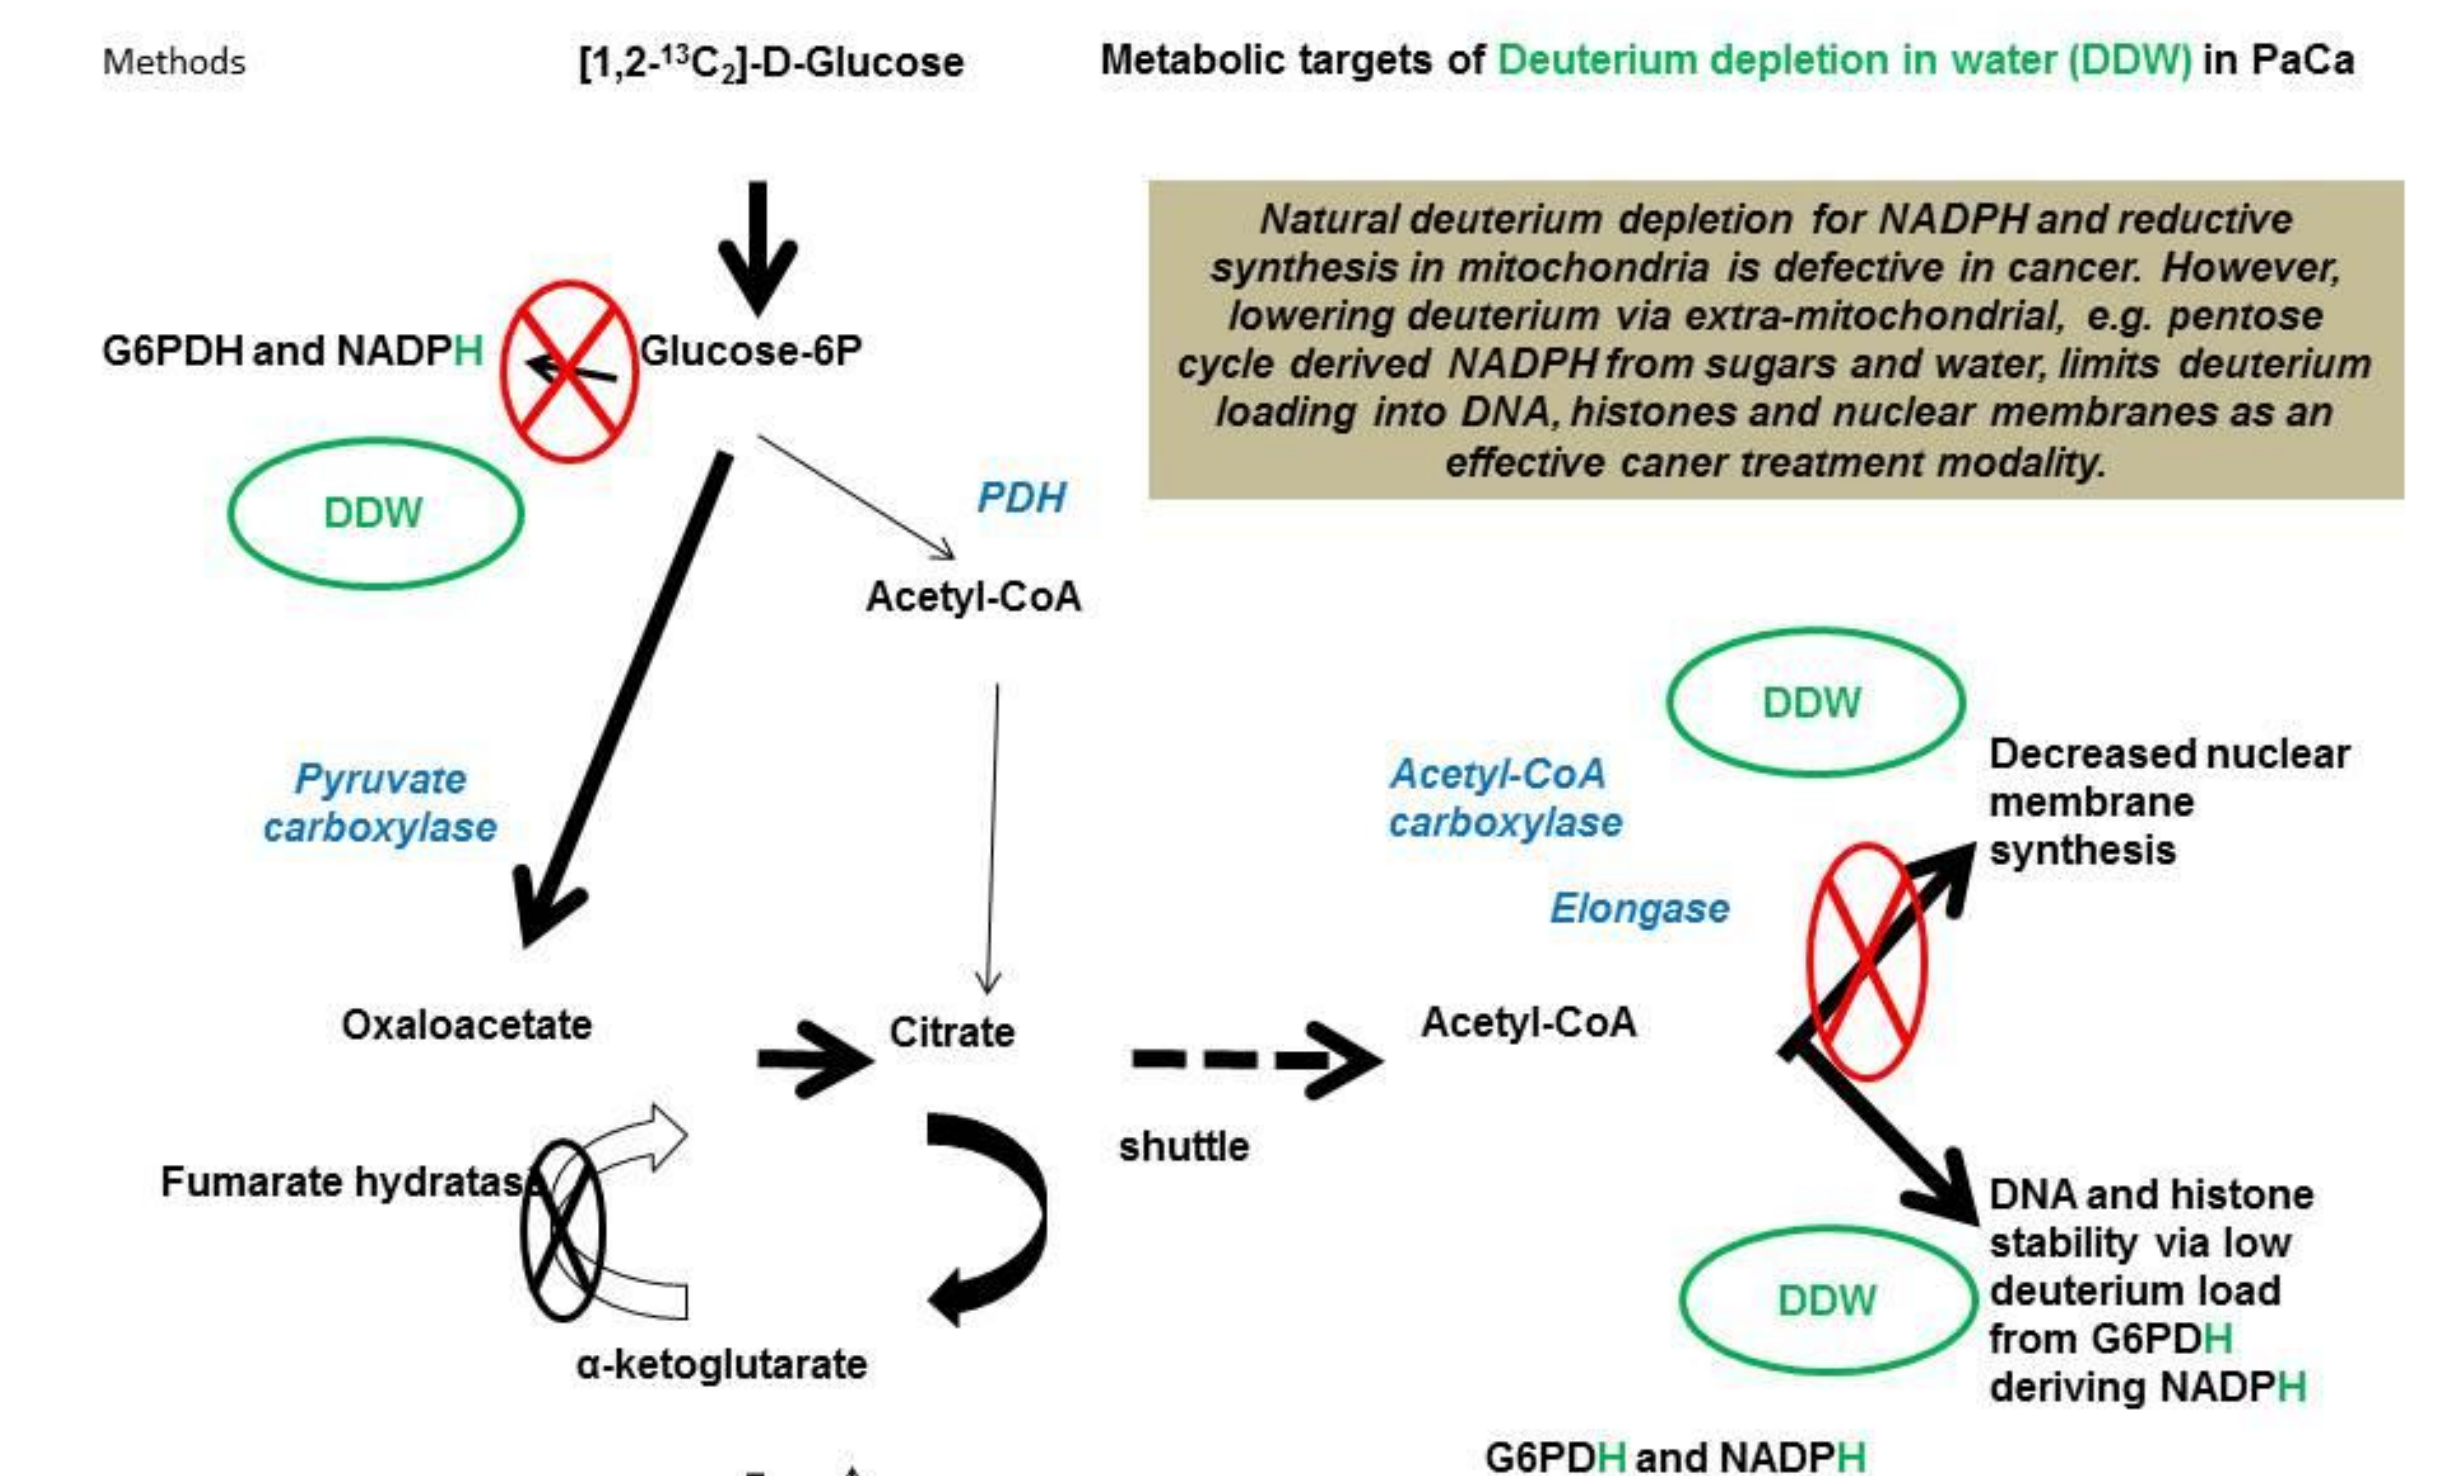 Methods
[1,2-¹³C₂]-D-Glucose
Metabolic targets of Deuterium depletion in water (DDW) in PaCa
Natural deuterium depletion for NADPH and reductive
synthesis in mitochondria is defective in cancer. However,
lowering deuterium via extra-mitochondrial, e.g. pentose
cycle derived NADPH from sugars and water, limits deuterium
loading into DNA, histones and nuclear membranes as an
effective caner treatment modality.
G6PDH and NADPH
Glucose-6P
DDW
PDH
Acetyl-CoA
DDW
Pyruvate
carboxylase
Acetyl-CoA
carboxylase
Decreased nuclear
membrane
synthesis
Elongase
Oxaloacetate
Citrate
Acetyl-CoA
shuttle
Fumarate hydratase
DNA and histone
stability via low
deuterium load
from G6PDH
deriving NADPH
DDW
α-ketoglutarate
G6PDH and NADPH